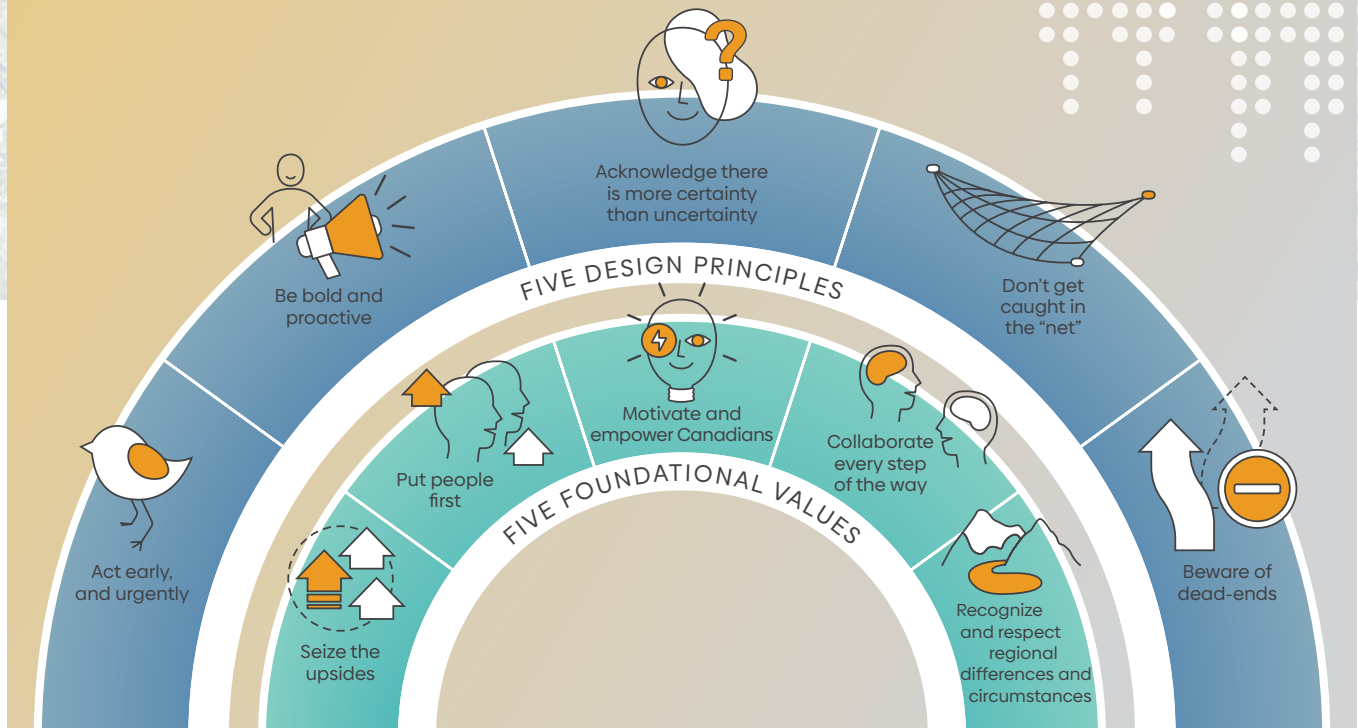 Acknowledge there
is more certainty
than uncertainty
Be bold and
proactive
Don't get
caught in
the “net”
Act early,
and urgently
Beware of
dead-ends
FIVE DESIGN PRINCIPLES
Motivate and
empower Canadians
Put people
first
Collaborate
every step
of the way
Seize the
upsides
Recognize
and respect
regional
differences and
circumstances
FIVE FOUNDATIONAL VALUES
?